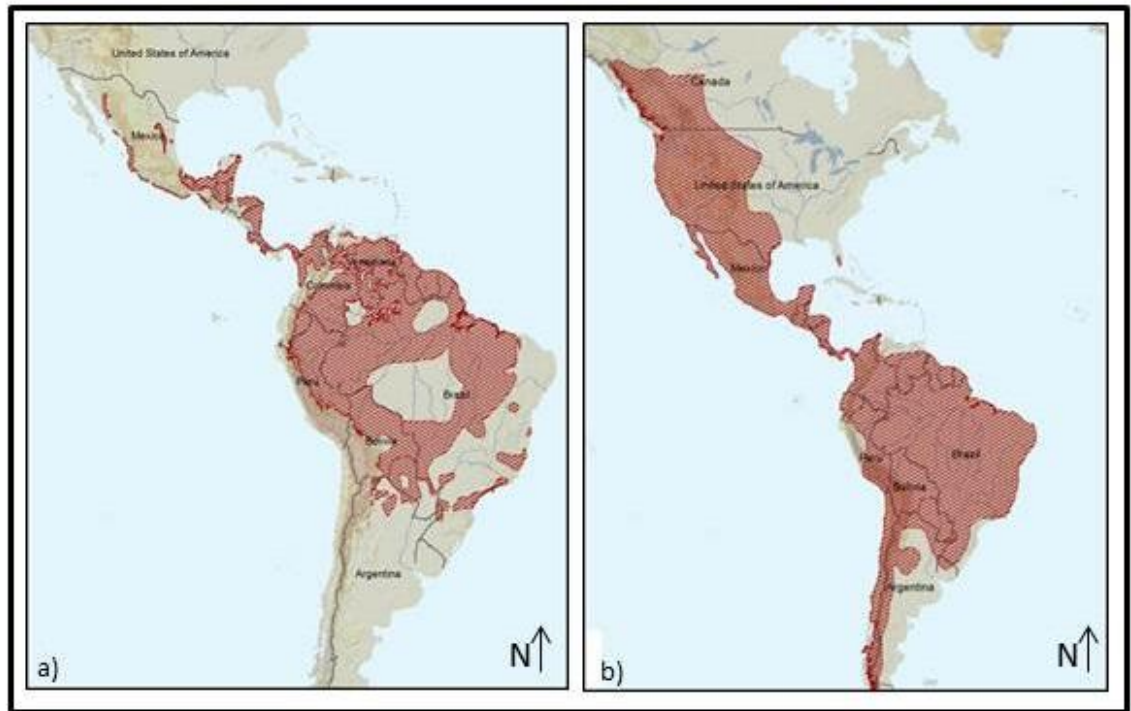 United States of America
Mexico
Venezuela
Colombia
Peru
Brazil
Bolivia
Argentina
N
a)
Canada
United States of America
Mexico
Peru
Brazil
Bolivia
Argentina
N
b)